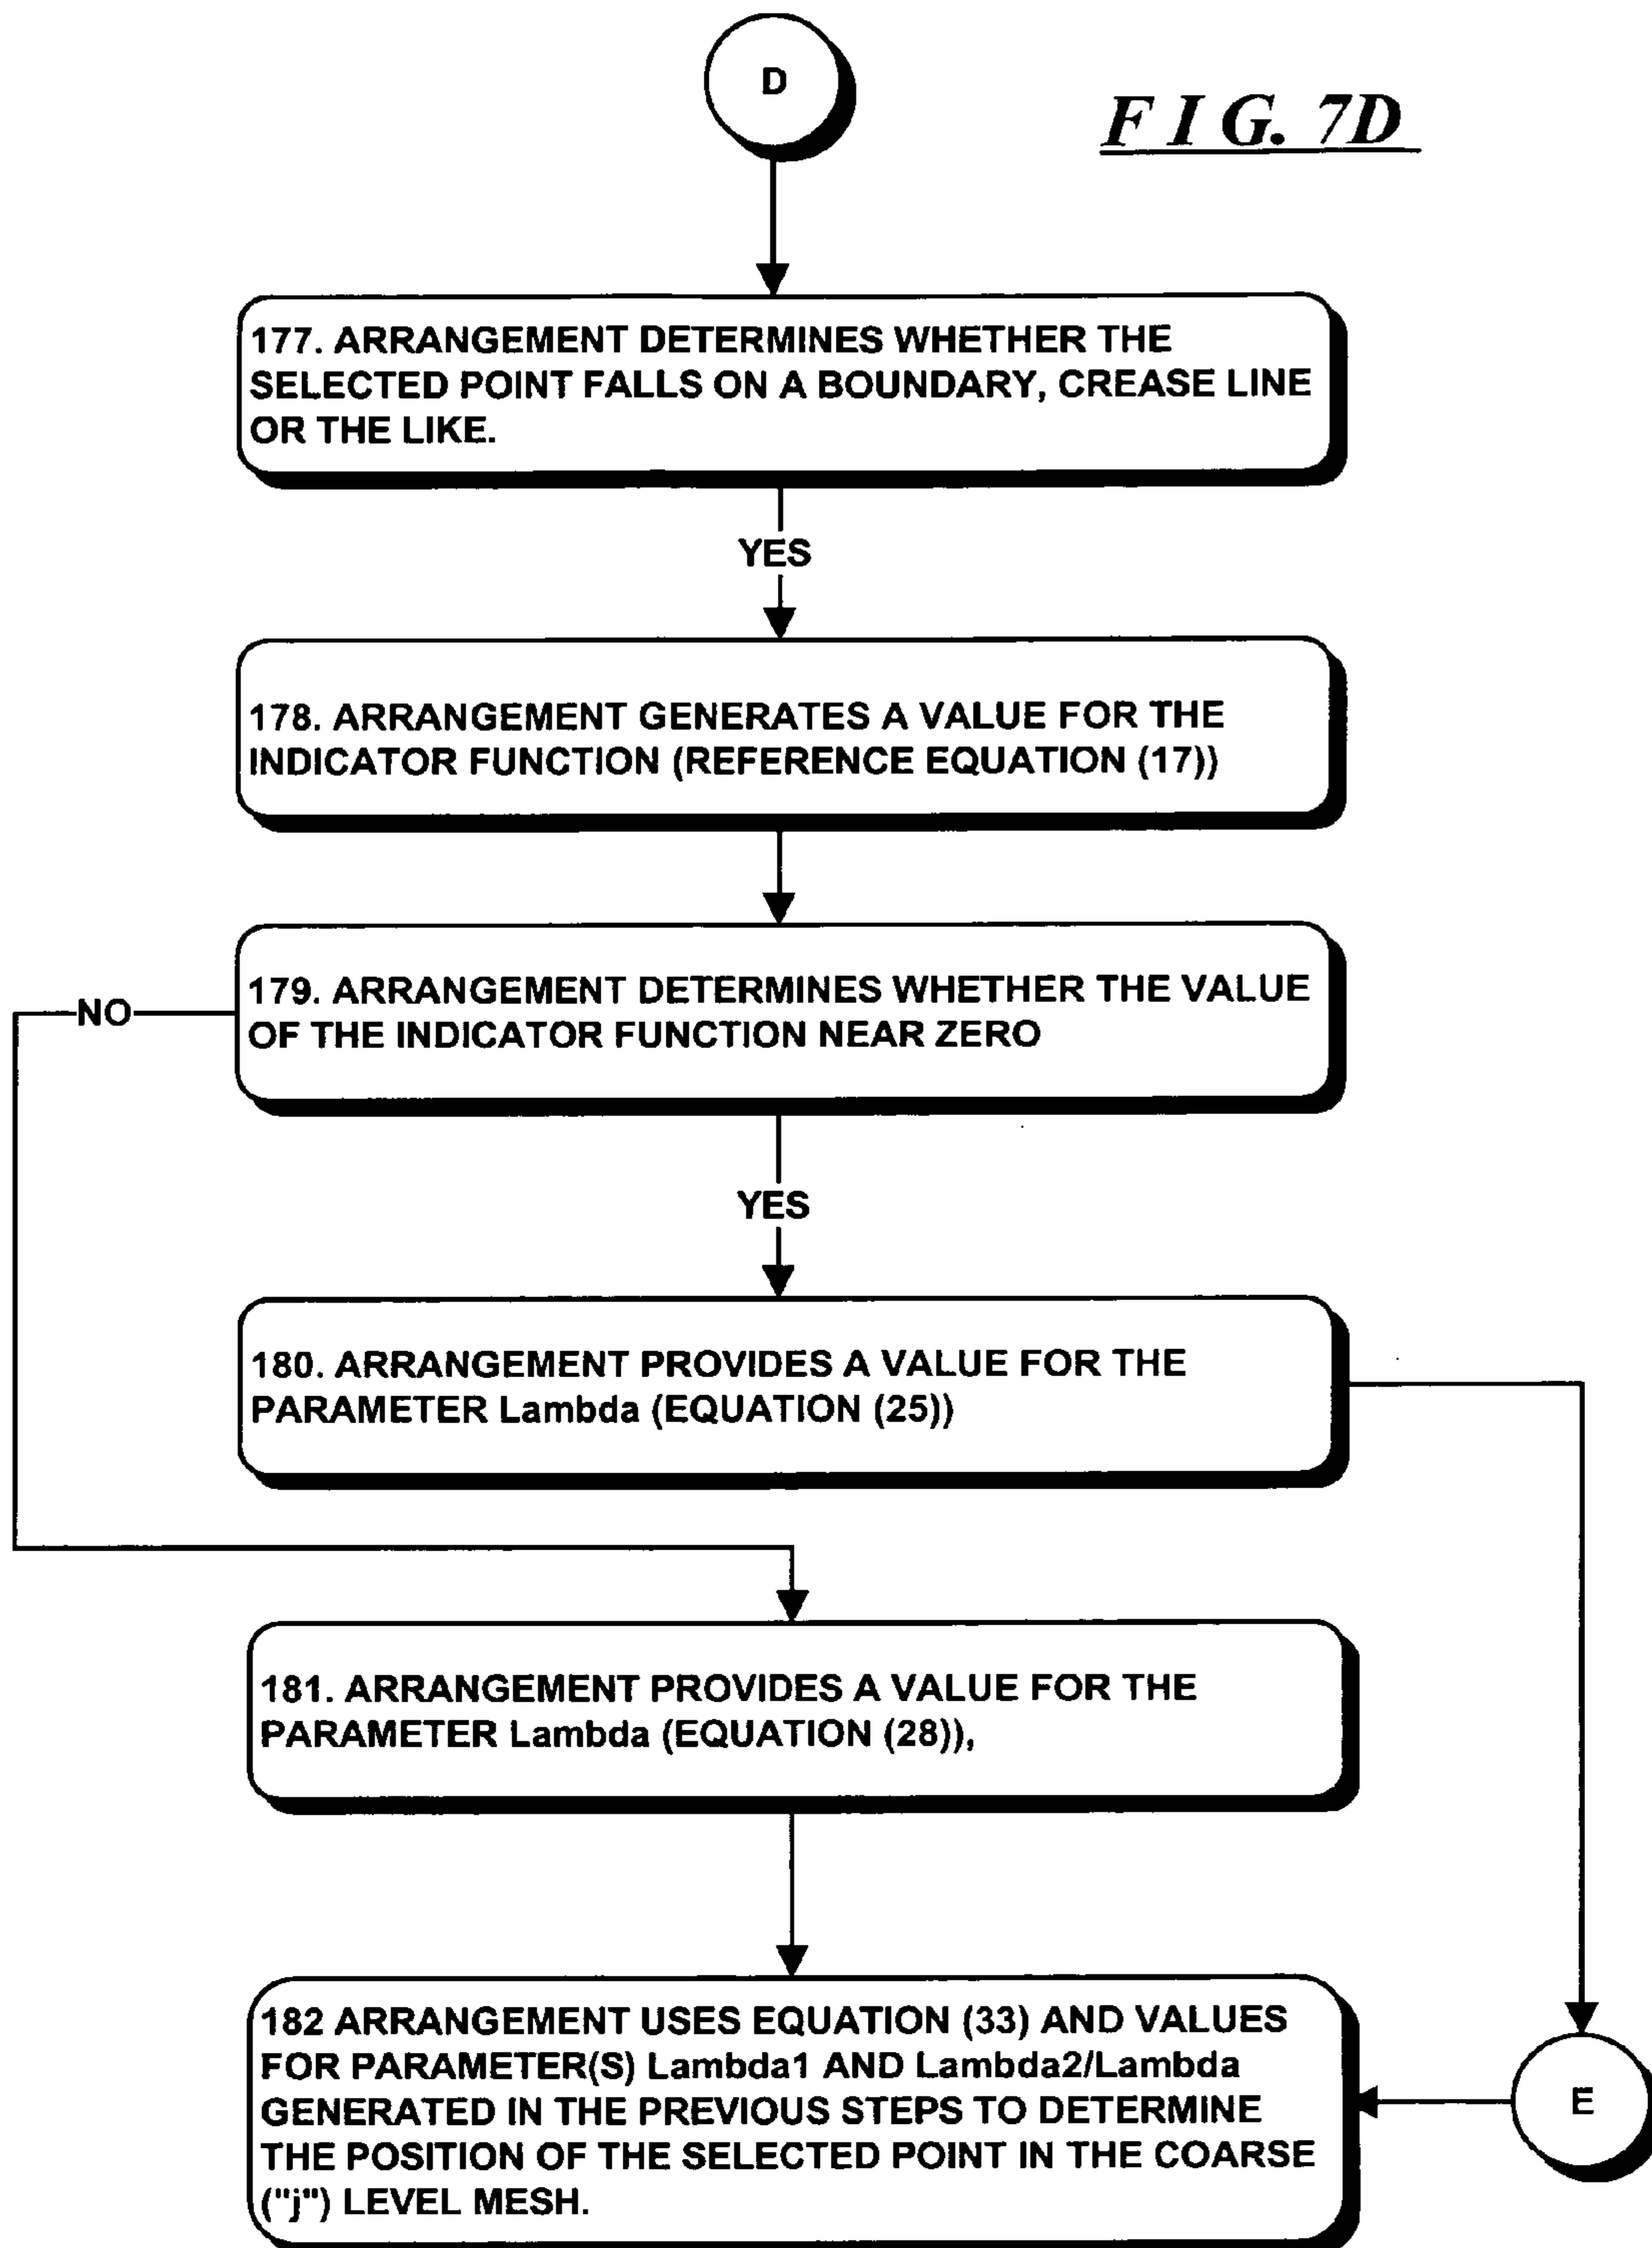 D
F I G. 7D
177. ARRANGEMENT DETERMINES WHETHER THE
SELECTED POINT FALLS ON A BOUNDARY, CREASE LINE
OR THE LIKE.
YES
178. ARRANGEMENT GENERATES A VALUE FOR THE
INDICATOR FUNCTION (REFERENCE EQUATION (17))
179. ARRANGEMENT DETERMINES WHETHER THE VALUE
OF THE INDICATOR FUNCTION NEAR ZERO
NO
YES
180. ARRANGEMENT PROVIDES A VALUE FOR THE
PARAMETER Lambda (EQUATION (25))
181. ARRANGEMENT PROVIDES A VALUE FOR THE
PARAMETER Lambda (EQUATION (28)),
182 ARRANGEMENT USES EQUATION (33) AND VALUES
FOR PARAMETER(S) Lambda1 AND Lambda2/Lambda
GENERATED IN THE PREVIOUS STEPS TO DETERMINE
THE POSITION OF THE SELECTED POINT IN THE COARSE
("j") LEVEL MESH.
E